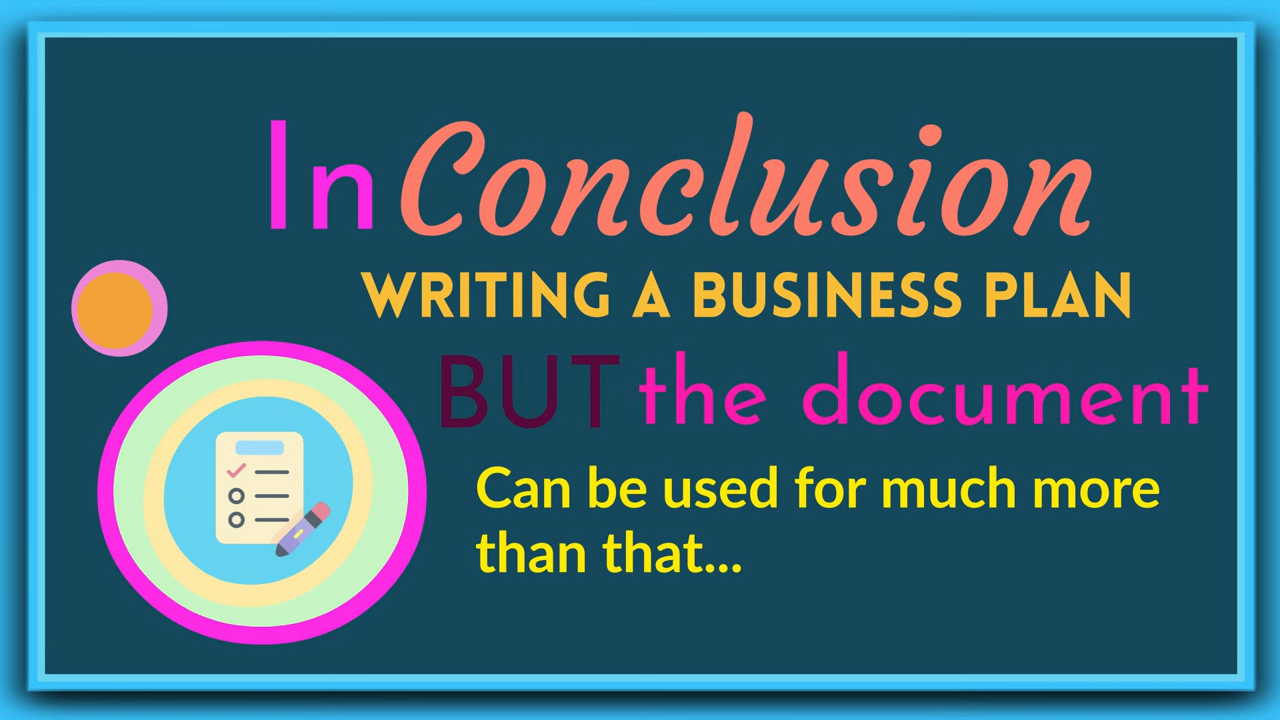 In Conclusion
WRITING A BUSINESS PLAN
BUT the document
Can be used for much more
than that...